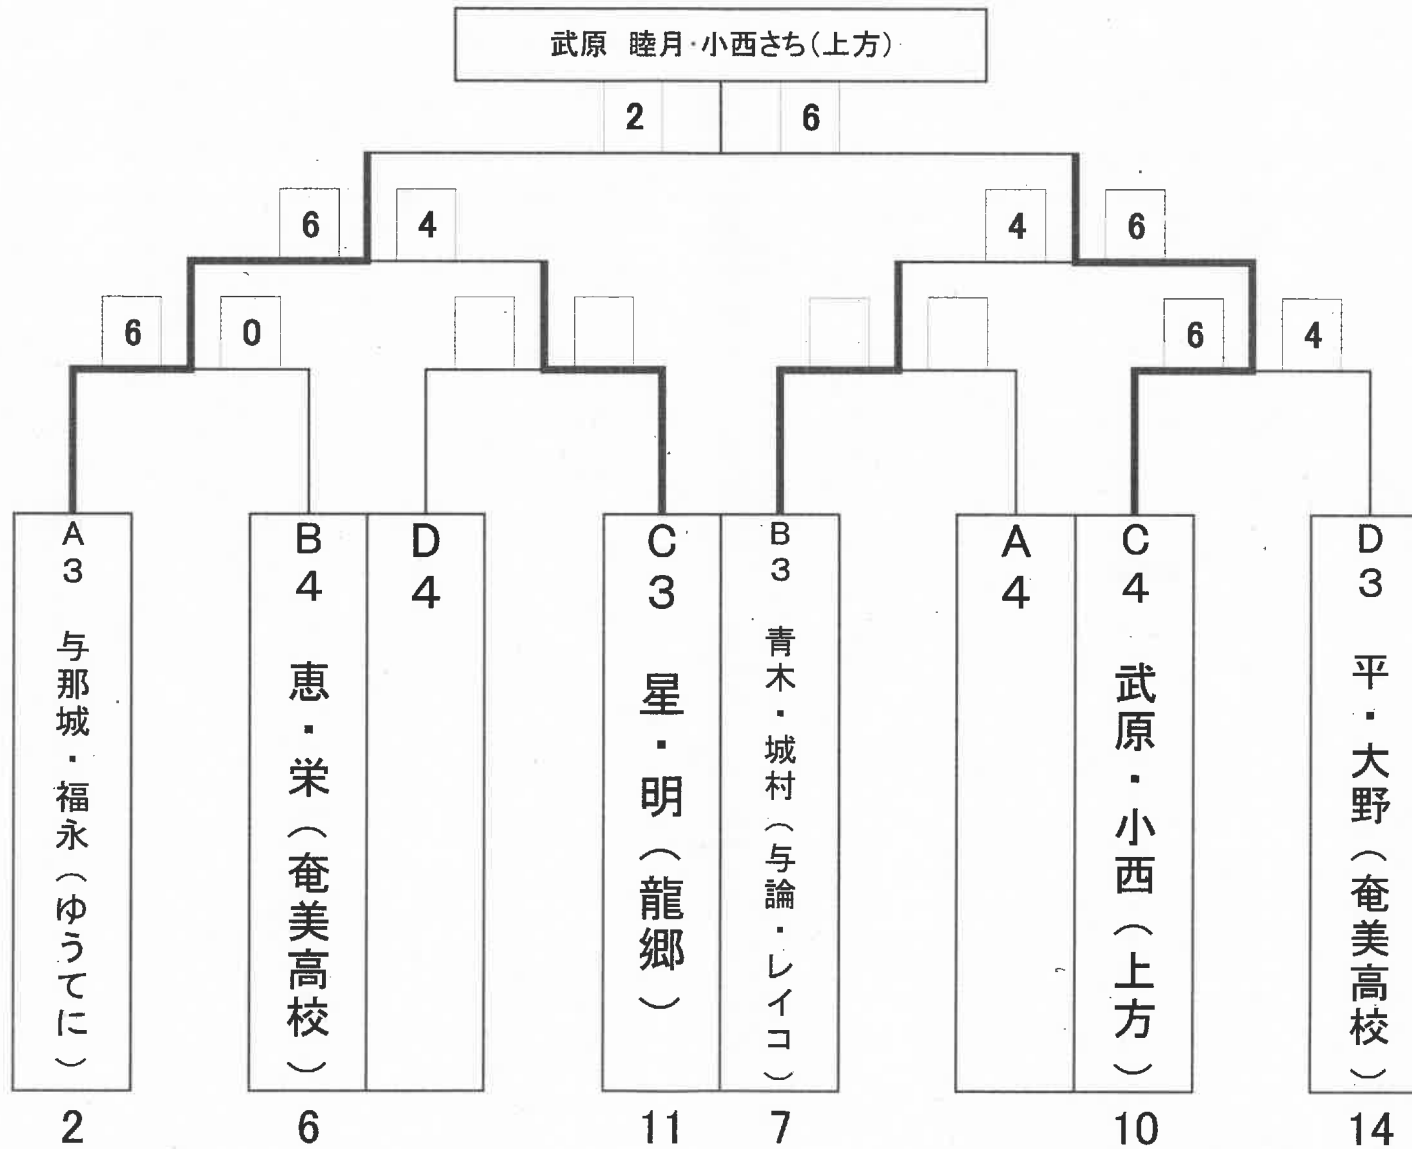 武原 睦月・小西さち(上方)
2 6
6 4 4 6
6 0 6 4
A3 与那城・福永(ゆうてに)
B4 恵・栄(奄美高校)
D4
C3 星・明(龍郷)
B3 青木・城村(与論・レイコ)
A4
C4 武原・小西(上方)
D3 平・大野(奄美高校)
2 6 11 7 10 14